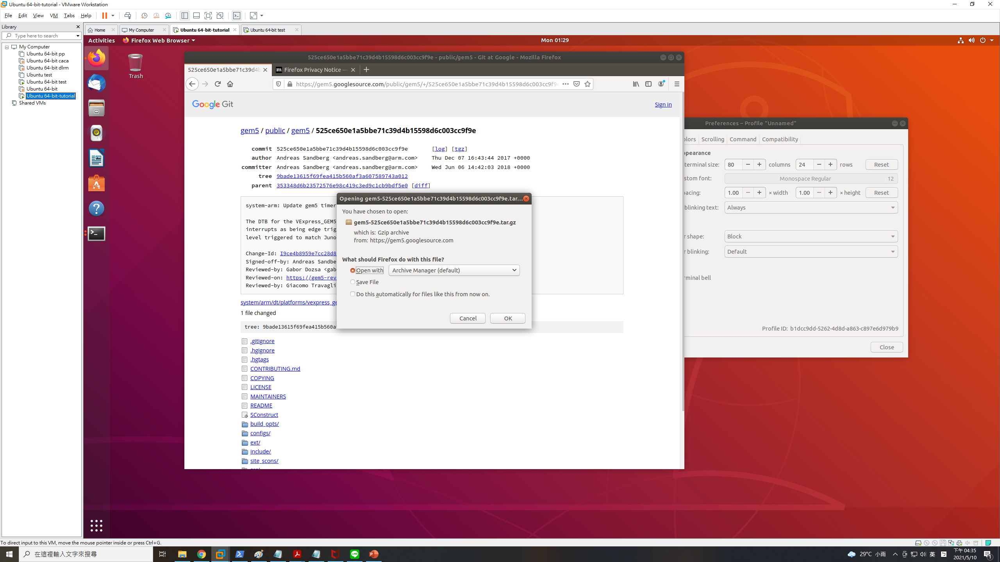 Ubuntu 64-bit-tutorial - VMware Workstation
File Edit View VM Tabs Help
Library
Type here to search
My Computer
Ubuntu 64-bit pp
Ubuntu 64-bit caca
Ubuntu 64-bit dlrm
Ubuntu test
Ubuntu 64-bit test
Ubuntu 64-bit
Ubuntu 64-bit-tutorial
Shared VMs
Home My Computer Ubuntu 64-bit-tutorial Ubuntu 64-bit test
Activities Firefox Web Browser Mon 01:29
Trash
525ce650e1a5bbe71c39d4b15598d6c003cc9f9e - public/gem5 - Git at Google - Mozilla Firefox
525ce650e1a5bbe71c39d4b Firefox Privacy Notice —
https://gem5.googlesource.com/public/gem5/+/525ce650e1a5bbe71c39d4b15598d6c003cc9f9e
Google Git Sign in
gem5 / public / gem5 / 525ce650e1a5bbe71c39d4b15598d6c003cc9f9e
commit 525ce650e1a5bbe71c39d4b15598d6c003cc9f9e [log] [tgz]
author Andreas Sandberg <andreas.sandberg@arm.com> Thu Dec 07 16:43:44 2017 +0000
committer Andreas Sandberg <andreas.sandberg@arm.com> Wed Jun 06 14:42:03 2018 +0000
tree 9bade13615f69fea415b560af3a607589743a012
parent 353348d6b23572576e98c419c3ed9c1cb9bdf5e0 [diff]
system-arm: Update gem5 timer
The DTB for the VExpress_GEM5
interrupts as being edge trig
level triggered to match Juno
Change-Id: I9ce4b8959e7cc28d8
Signed-off-by: Andreas Sandbe
Reviewed-by: Gabor Dozsa <gab
Reviewed-on: https://gem5-rev
Reviewed-by: Giacomo Travagli
system/arm/dt/platforms/vexpress_ge
1 file changed
tree: 9bade13615f69fea415b560a
.gitignore
.hgignore
.hgtags
CONTRIBUTING.md
COPYING
LICENSE
MAINTAINERS
README
SConstruct
build_opts/
configs/
ext/
include/
site_scons/
Opening gem5-525ce650e1a5bbe71c39d4b15598d6c003cc9f9e.tar...
You have chosen to open:
gem5-525ce650e1a5bbe71c39d4b15598d6c003cc9f9e.tar.gz
which is: Gzip archive
from: https://gem5.googlesource.com
What should Firefox do with this file?
Open with Archive Manager (default)
Save File
Do this automatically for files like this from now on.
Cancel OK
Preferences – Profile “Unnamed”
olors Scrolling Command Compatibility
ppearance
terminal size: 80 − + columns 24 − + rows Reset
stom font: Monospace Regular 12
pacing: 1.00 − + × width 1.00 − + × height Reset
blinking text: Always
r shape: Block
r blinking: Default
rminal bell
Profile ID: b1dcc9dd-5262-4d8d-a863-c897e6d979b9
Close
To direct input to this VM, move the mouse pointer inside or press Ctrl+G.
在這裡輸入文字來搜尋
29°C 小雨 英
下午 04:35
2021/5/10
1